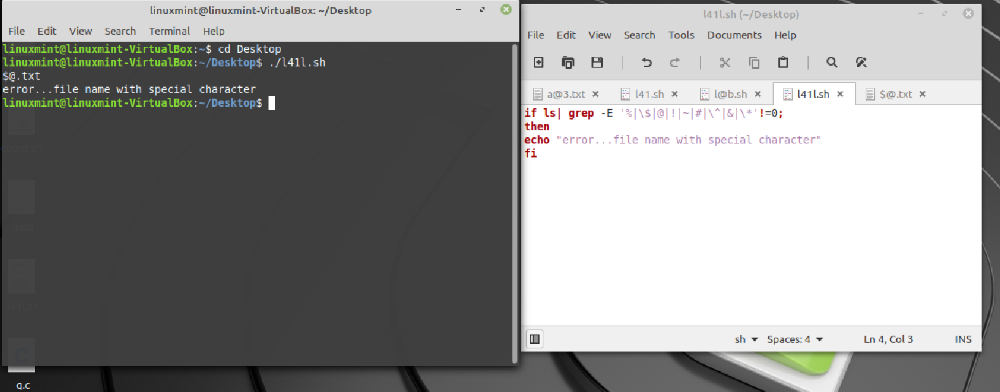 linuxmint@linuxmint-VirtualBox: ~/Desktop
File Edit View Search Terminal Help
linuxmint@linuxmint-VirtualBox:~$ cd Desktop
linuxmint@linuxmint-VirtualBox:~/Desktop$ ./l41l.sh
$@.txt
error...file name with special character
linuxmint@linuxmint-VirtualBox:~/Desktop$
data
q.c
l41l.sh (~/Desktop)
File Edit View Search Tools Documents Help
a@3.txt l41.sh l@b.sh l41l.sh $@.txt
if ls| grep -E '%|\$|@|!|~|#|\^|&|\*'!=0;
then
echo "error...file name with special character"
fi
sh Spaces: 4 Ln 4, Col 3 INS